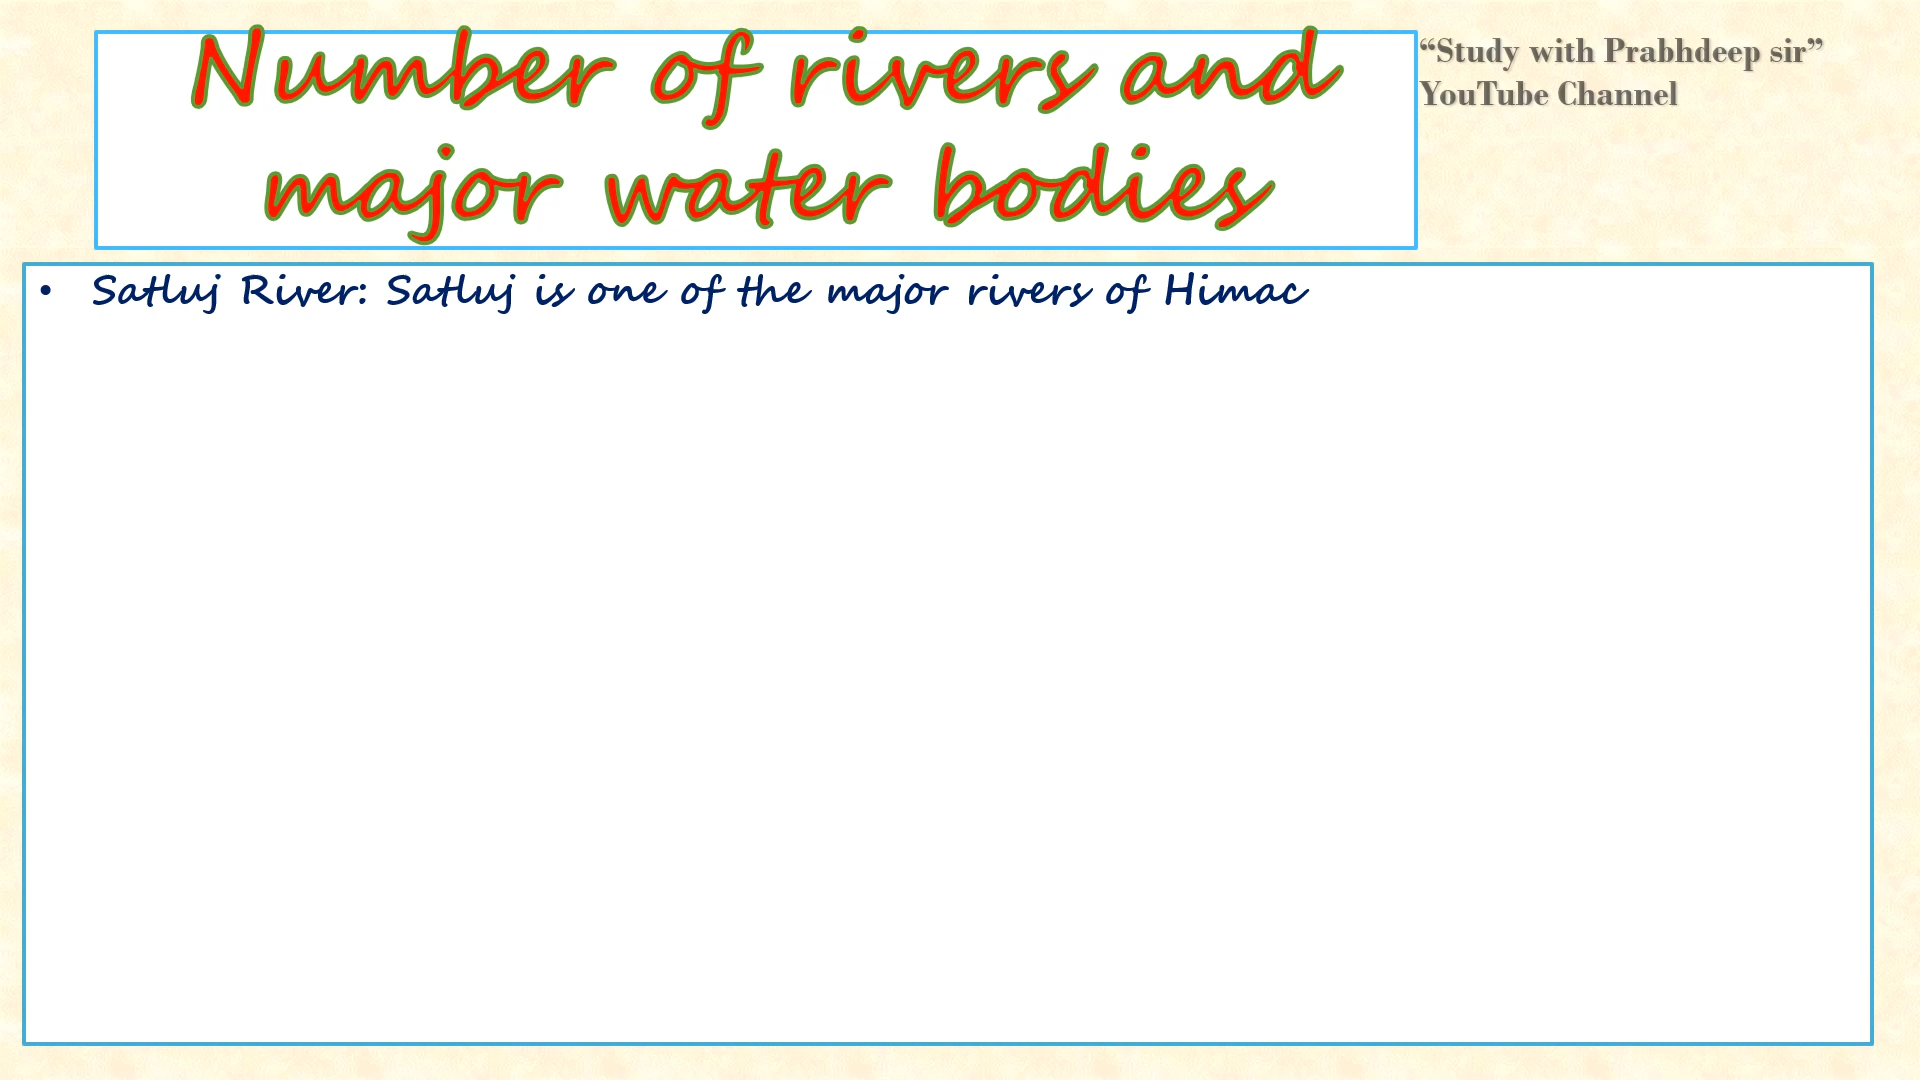 Number of rivers and
major water bodies
“Study with Prabhdeep sir”
YouTube Channel
• Satluj River: Satluj is one of the major rivers of Himac